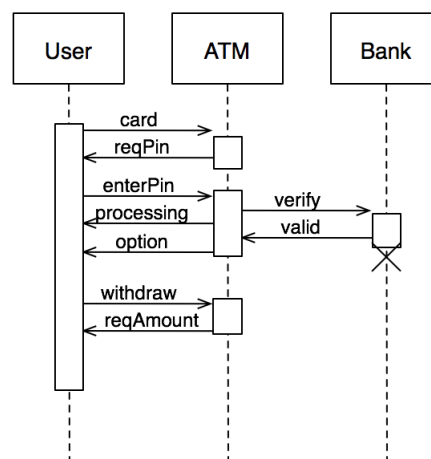 User
ATM
Bank
card
reqPin
enterPin
processing
verify
valid
option
withdraw
reqAmount